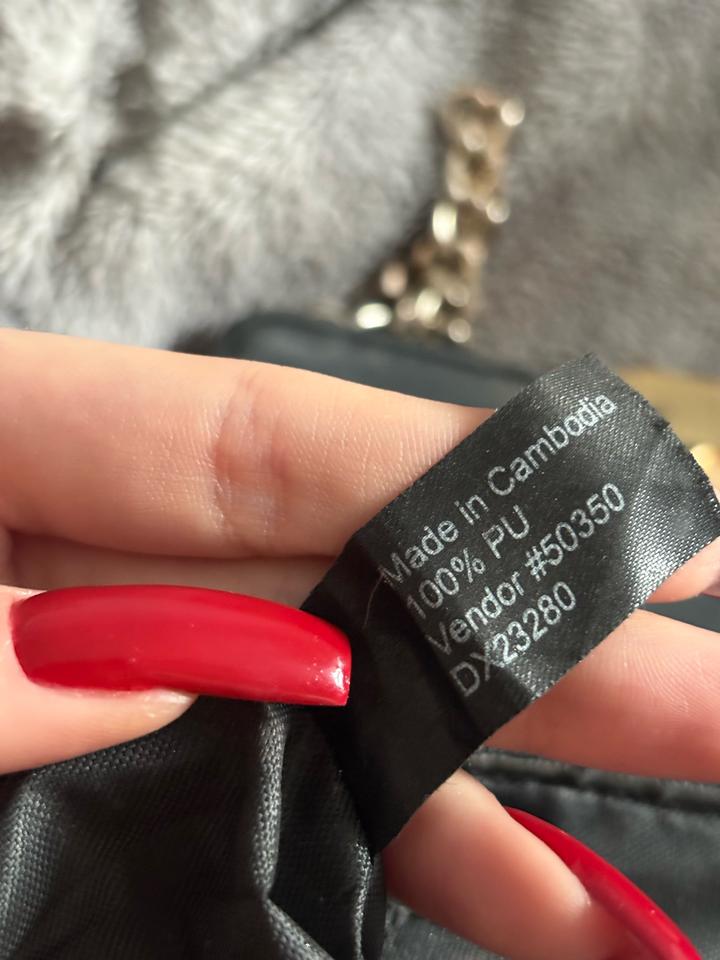 Made in Cambodia
100% PU
Vendor #50350
DX23280